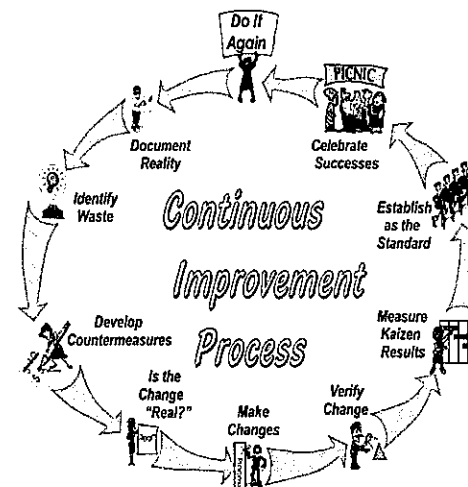 Do It
Again
Document
Reality
Identify
Waste
Develop
Countermeasures
Is the
Change
"Real?"
Make
Changes
Verify
Change
Measure
Kaizen
Results
Establish
as the
Standard
PICNIC
Celebrate
Successes
Continuous
Improvement
Process